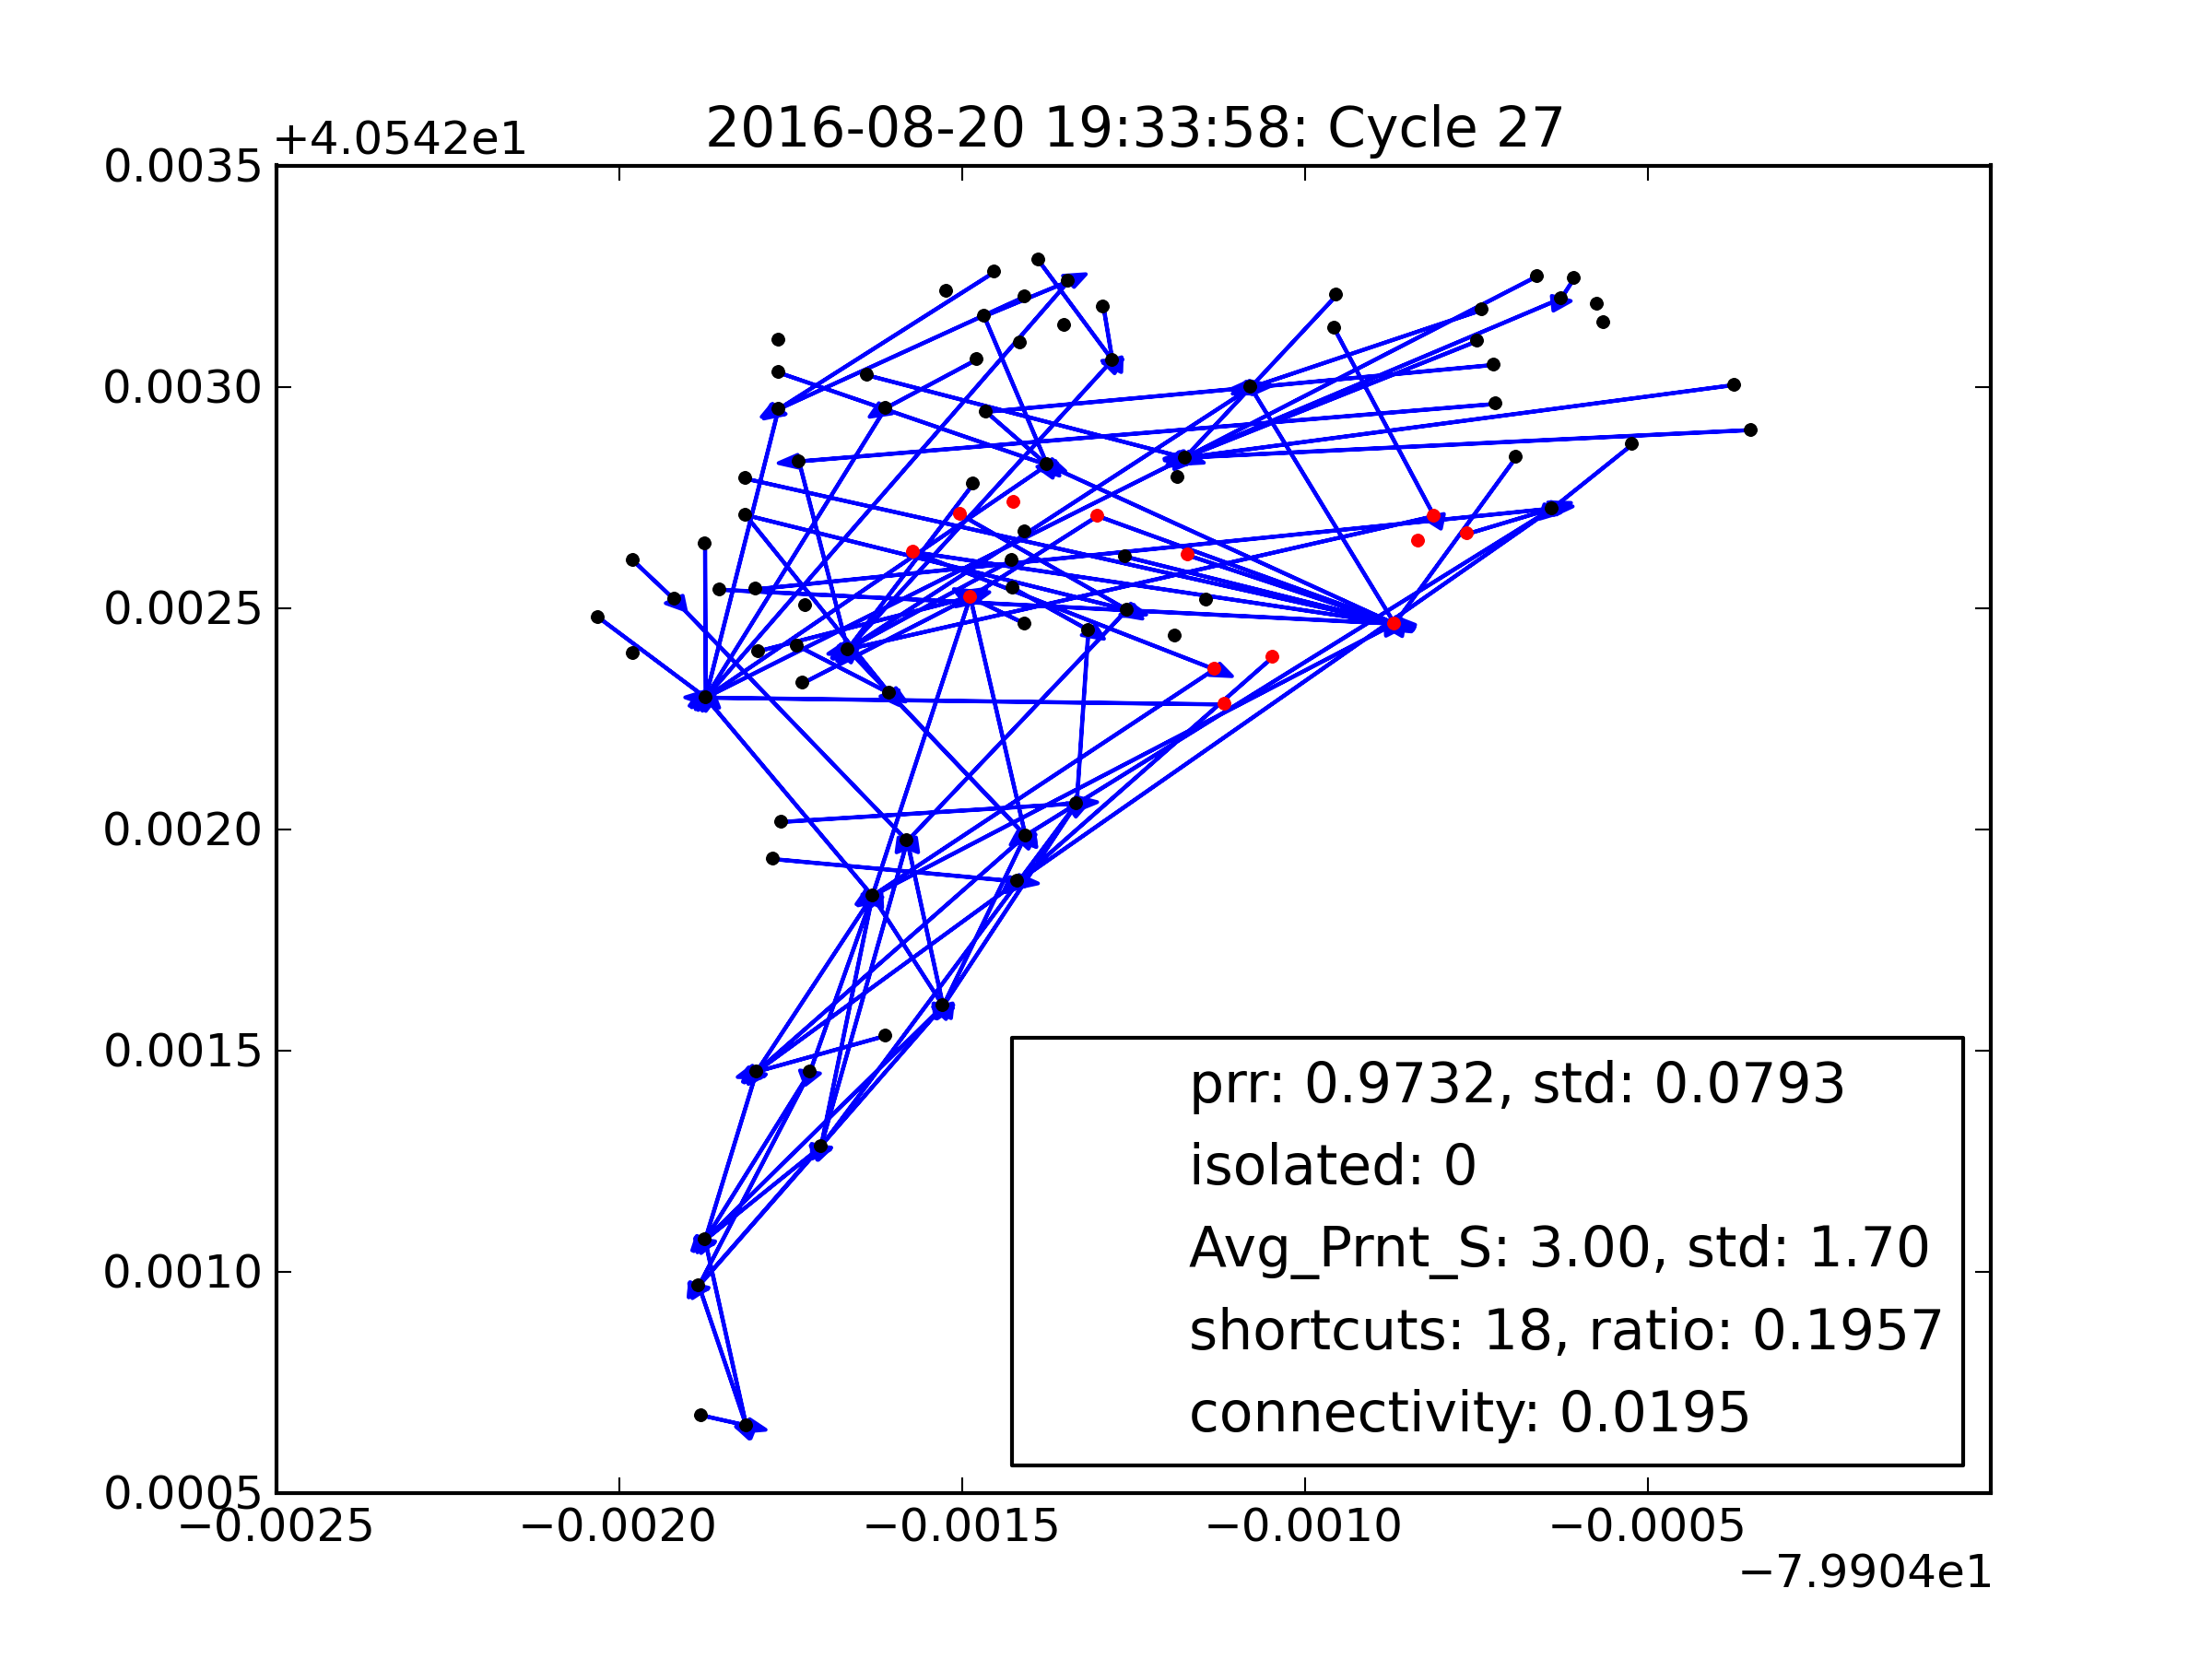 2016-08-20 19:33:58: Cycle 27
+4.0542e1
0.0035
0.0030
0.0025
0.0020
0.0015
0.0010
0.0005
prr: 0.9732, std: 0.0793
isolated: 0
Avg_Prnt_S: 3.00, std: 1.70
shortcuts: 18, ratio: 0.1957
connectivity: 0.0195
−0.0025 −0.0020 −0.0015 −0.0010 −0.0005
−7.9904e1